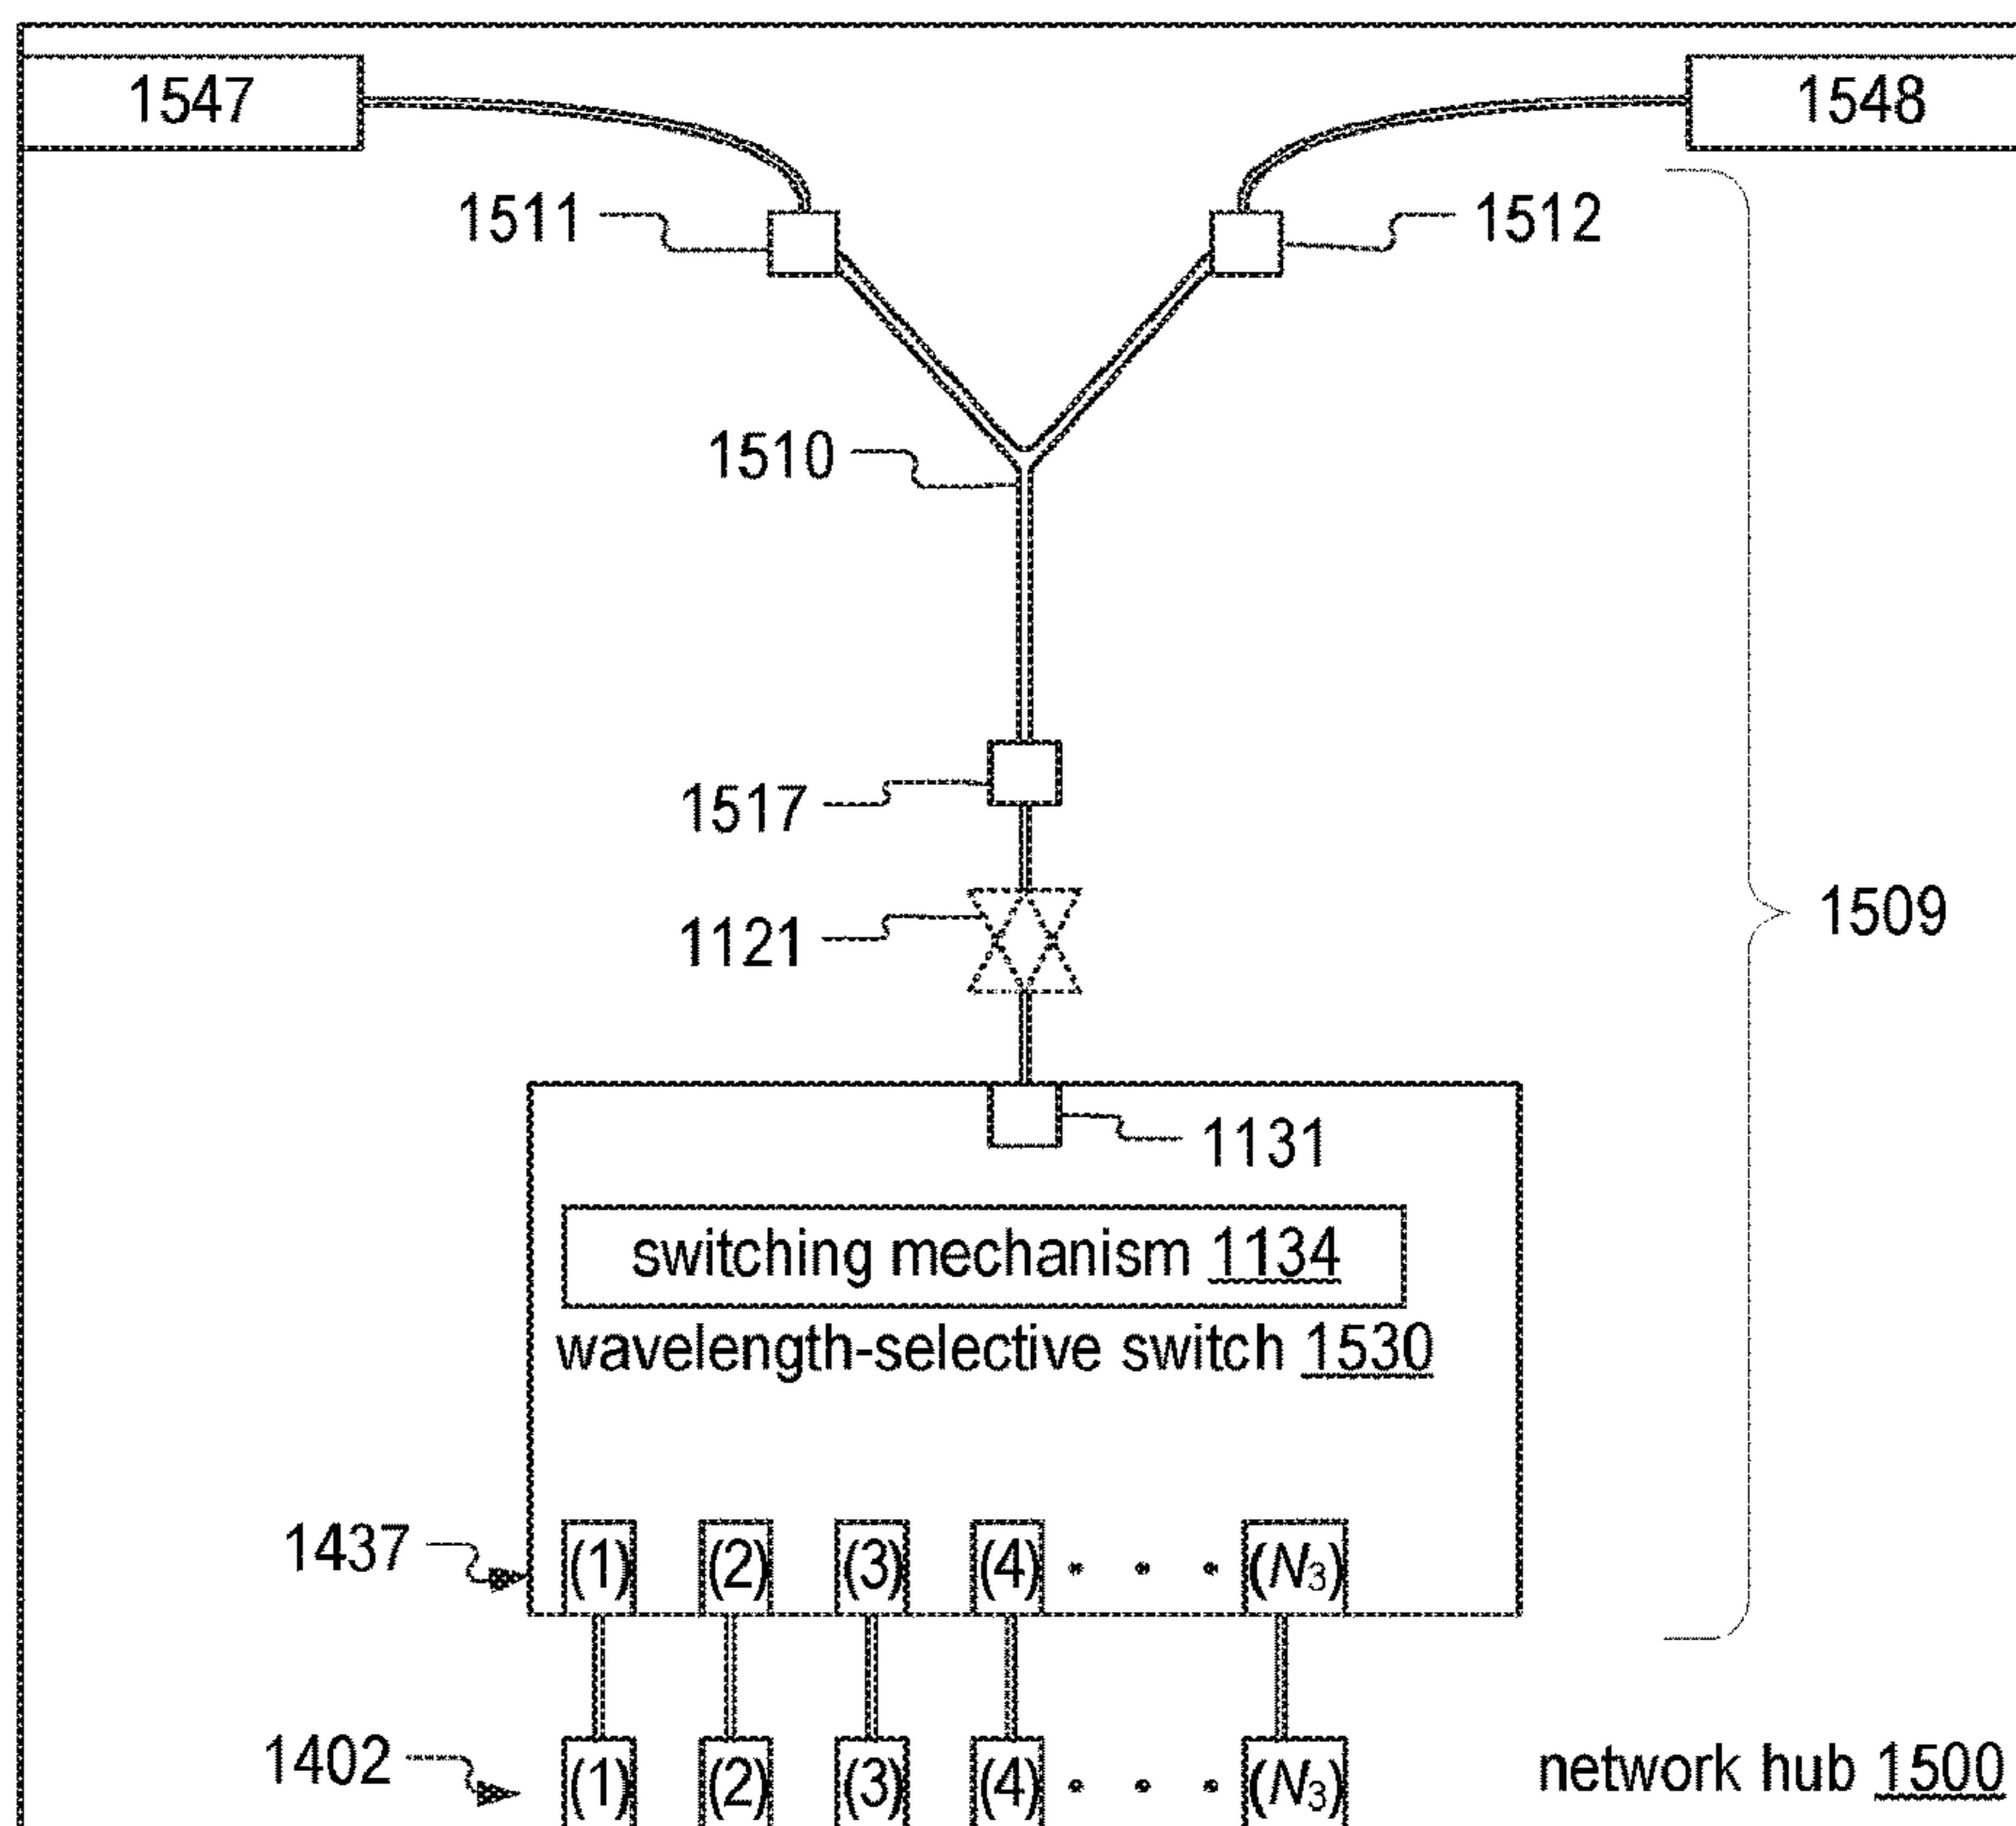 1547 1548
1511 1512
1510
1517
1121 1509
1131
switching mechanism 1134
wavelength-selective switch 1530
1437 (1) (2) (3) (4) . . . (N₃)
1402 (1) (2) (3) (4) . . . (N₃)
network hub 1500